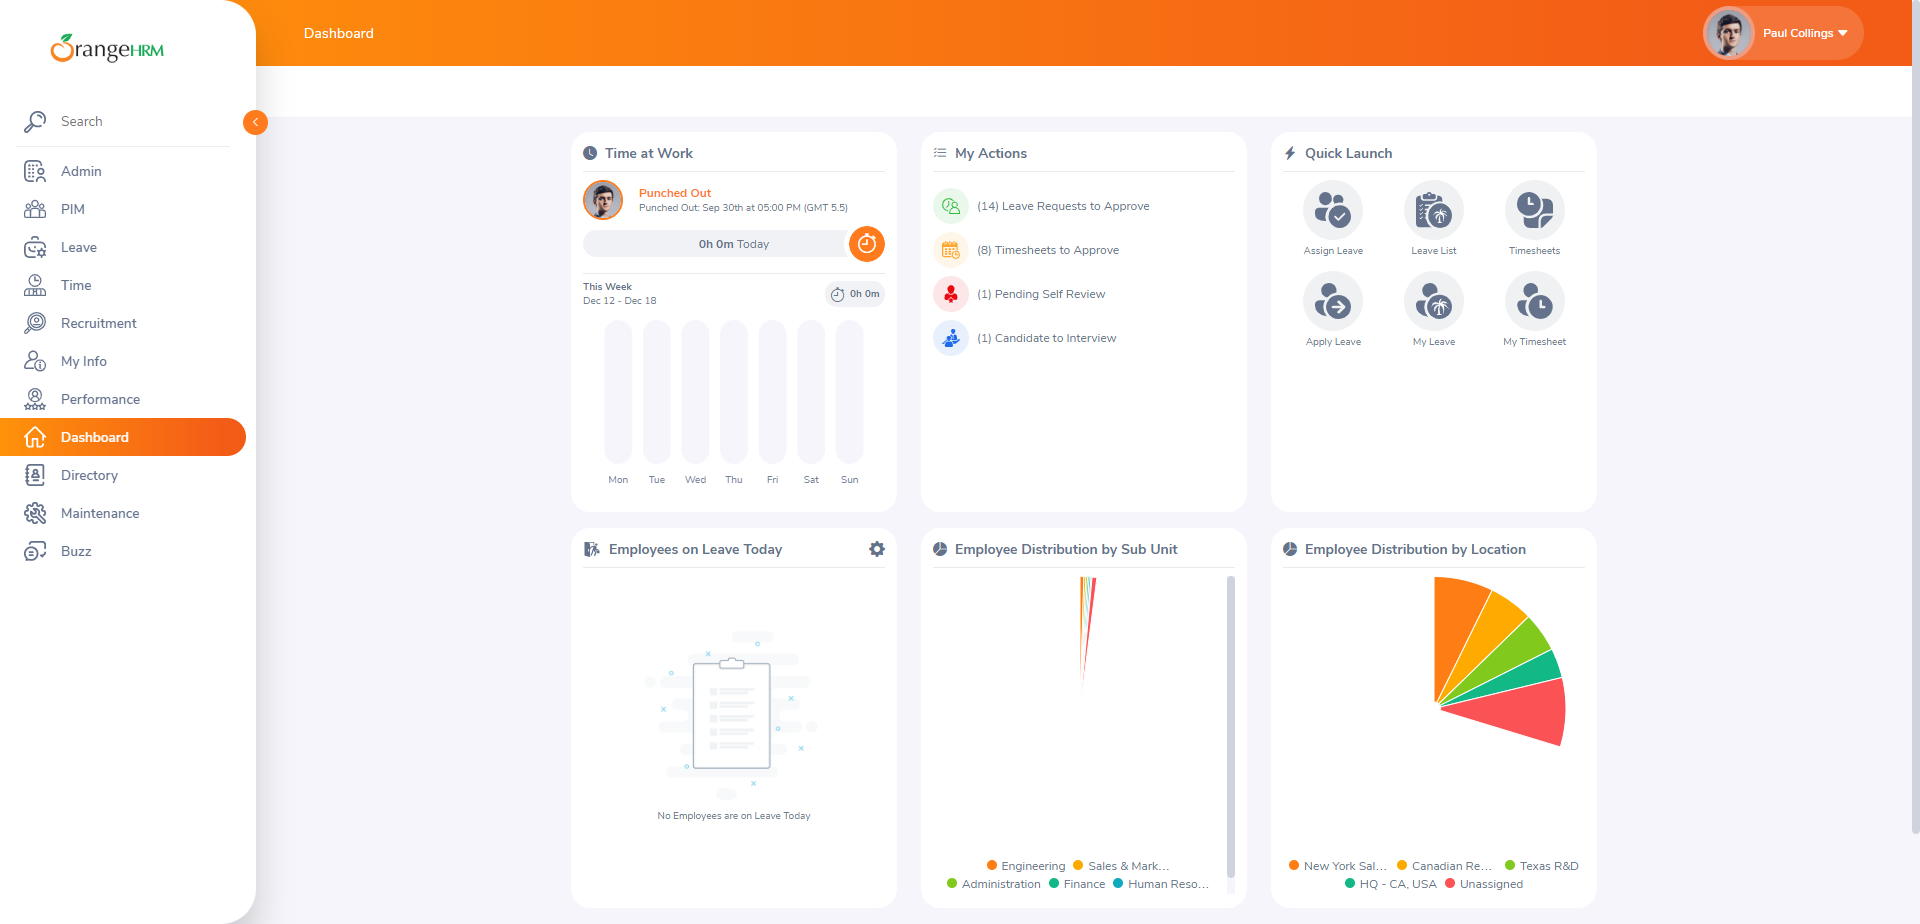 OrangeHRM
Dashboard
Paul Collings
Search
Admin
PIM
Leave
Time
Recruitment
My Info
Performance
Dashboard
Directory
Maintenance
Buzz
Time at Work
Punched Out
Punched Out: Sep 30th at 05:00 PM (GMT 5.5)
0h 0m Today
This Week
Dec 12 - Dec 18
0h 0m
Mon Tue Wed Thu Fri Sat Sun
My Actions
(14) Leave Requests to Approve
(8) Timesheets to Approve
(1) Pending Self Review
(1) Candidate to Interview
Quick Launch
Assign Leave Leave List Timesheets
Apply Leave My Leave My Timesheet
Employees on Leave Today
No Employees are on Leave Today
Employee Distribution by Sub Unit
Engineering Sales & Mark...
Administration Finance Human Reso...
Employee Distribution by Location
New York Sal... Canadian Re... Texas R&D
HQ - CA, USA Unassigned